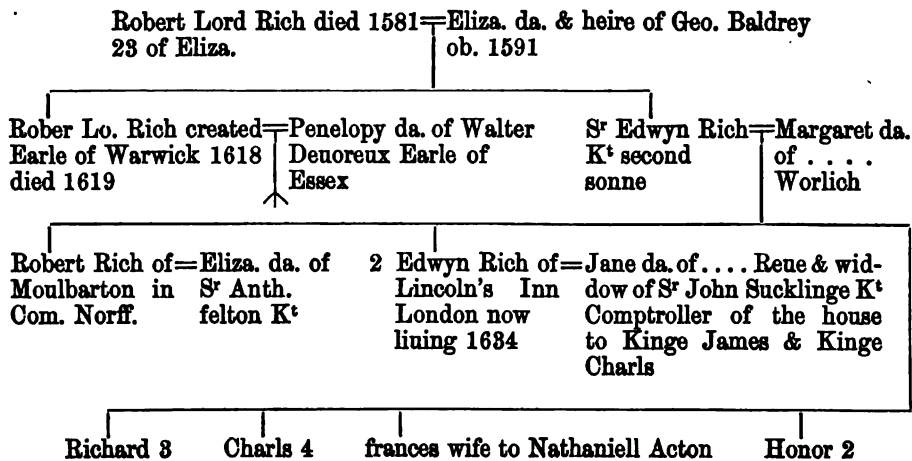 Robert Lord Rich died 1581=Eliza. da. & heire of Geo. Baldrey
23 of Eliza. ob. 1591
Rober Lo. Rich created=Penelopy da. of Walter
Earle of Warwick 1618 Deuoreux Earle of
died 1619 Essex
Sʳ Edwyn Rich=Margaret da.
Kᵗ second of . . . .
sonne Worlich
Robert Rich of=Eliza. da. of
Moulbarton in Sʳ Anth.
Com. Norff. felton Kᵗ
2 Edwyn Rich of=Jane da. of . . . . Reue & wid-
Lincoln's Inn dow of Sʳ John Sucklinge Kᵗ
London now Comptroller of the house
liuing 1634 to Kinge James & Kinge
Charls
Richard 3 Charls 4 frances wife to Nathaniell Acton Honor 2